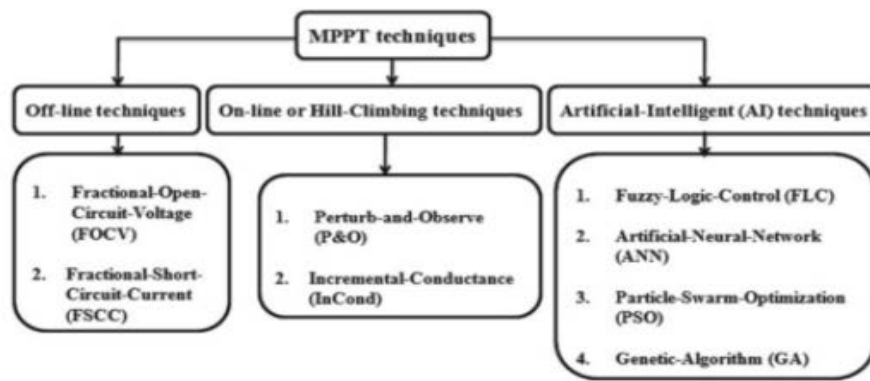 MPPT techniques
Off-line techniques
On-line or Hill-Climbing techniques
Artificial-Intelligent (AI) techniques
1. Fractional-Open-
Circuit-Voltage
(FOCV)
2. Fractional-Short-
Circuit-Current
(FSCC)
1. Perturb-and-Observe
(P&O)
2. Incremental-Conductance
(InCond)
1. Fuzzy-Logic-Control (FLC)
2. Artificial-Neural-Network
(ANN)
3. Particle-Swarm-Optimization
(PSO)
4. Genetic-Algorithm (GA)